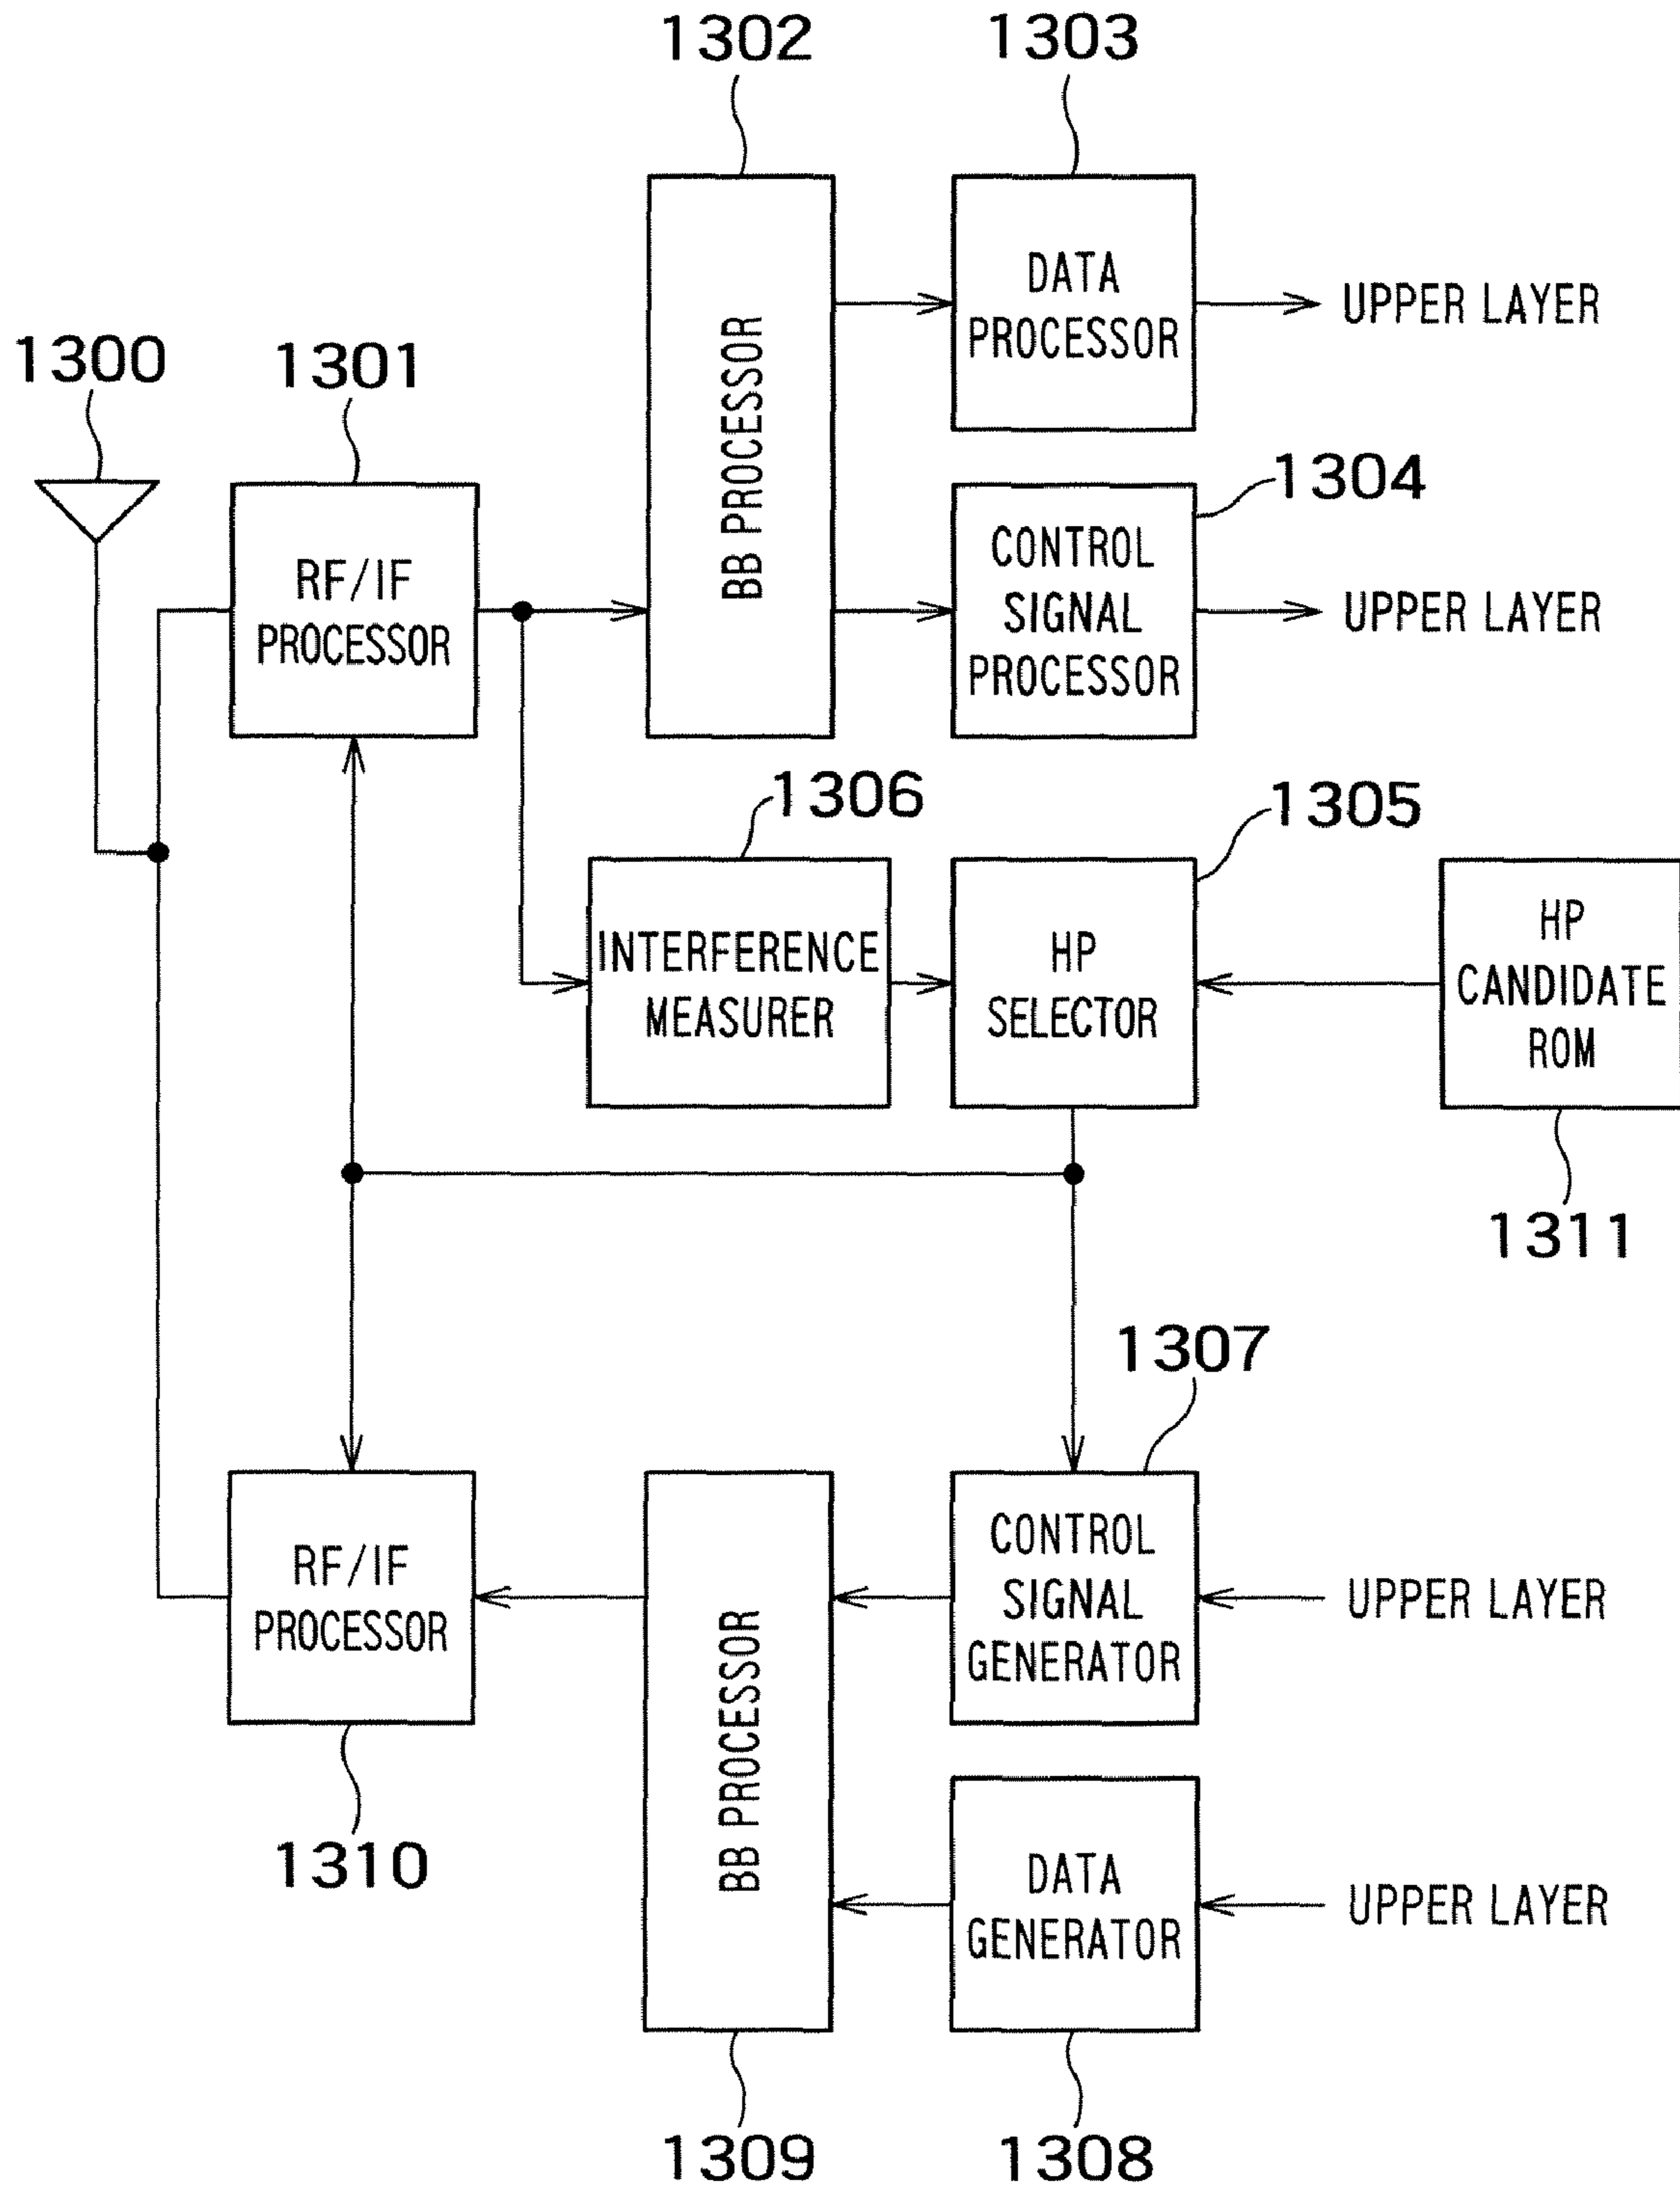 1302
1303
DATA
PROCESSOR
UPPER LAYER
1300
1301
BB PROCESSOR
1304
RF/IF
PROCESSOR
CONTROL
SIGNAL
PROCESSOR
UPPER LAYER
1306
1305
INTERFERENCE
MEASURER
HP
SELECTOR
HP
CANDIDATE
ROM
1311
1307
RF/IF
PROCESSOR
CONTROL
SIGNAL
GENERATOR
UPPER LAYER
BB PROCESSOR
1310
DATA
GENERATOR
UPPER LAYER
1309
1308